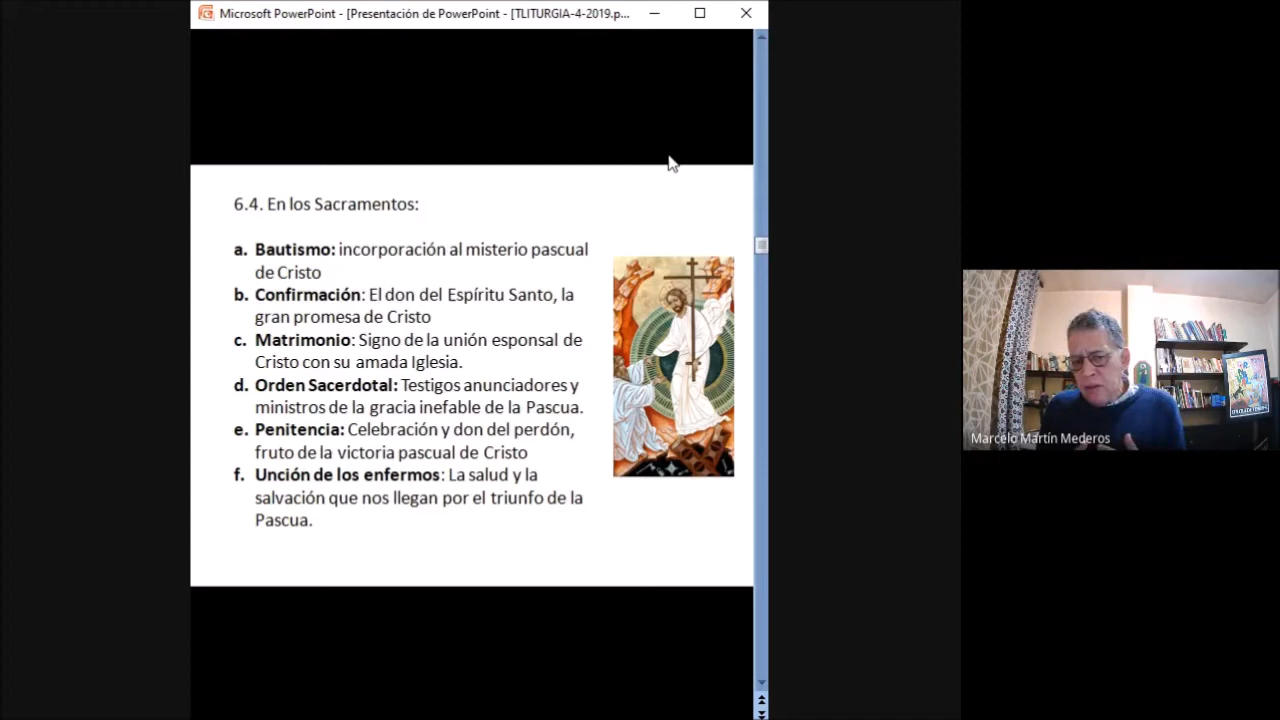 Microsoft PowerPoint - [Presentación de PowerPoint - [TLITURGIA-4-2019.p...
6.4. En los Sacramentos:
a. Bautismo: incorporación al misterio pascual
de Cristo
b. Confirmación: El don del Espíritu Santo, la
gran promesa de Cristo
c. Matrimonio: Signo de la unión esponsal de
Cristo con su amada Iglesia.
d. Orden Sacerdotal: Testigos anunciadores y
ministros de la gracia inefable de la Pascua.
e. Penitencia: Celebración y don del perdón,
fruto de la victoria pascual de Cristo
f. Unción de los enfermos: La salud y la
salvación que nos llegan por el triunfo de la
Pascua.
Marcelo Martín Mederos